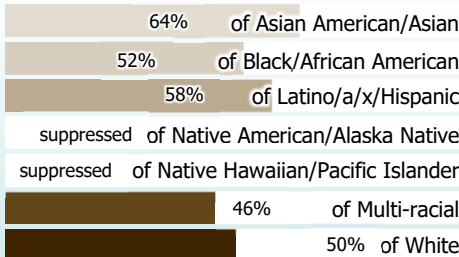 64% of Asian American/Asian
52% of Black/African American
58% of Latino/a/x/Hispanic
suppressed of Native American/Alaska Native
suppressed of Native Hawaiian/Pacific Islander
46% of Multi-racial
50% of White